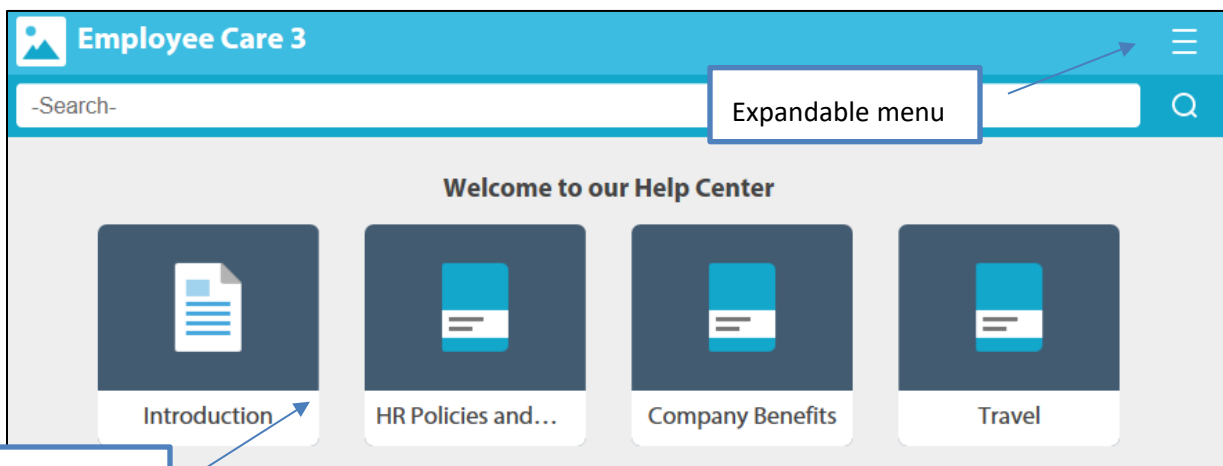 Employee Care 3
-Search-
Expandable menu
Welcome to our Help Center
Introduction
HR Policies and...
Company Benefits
Travel